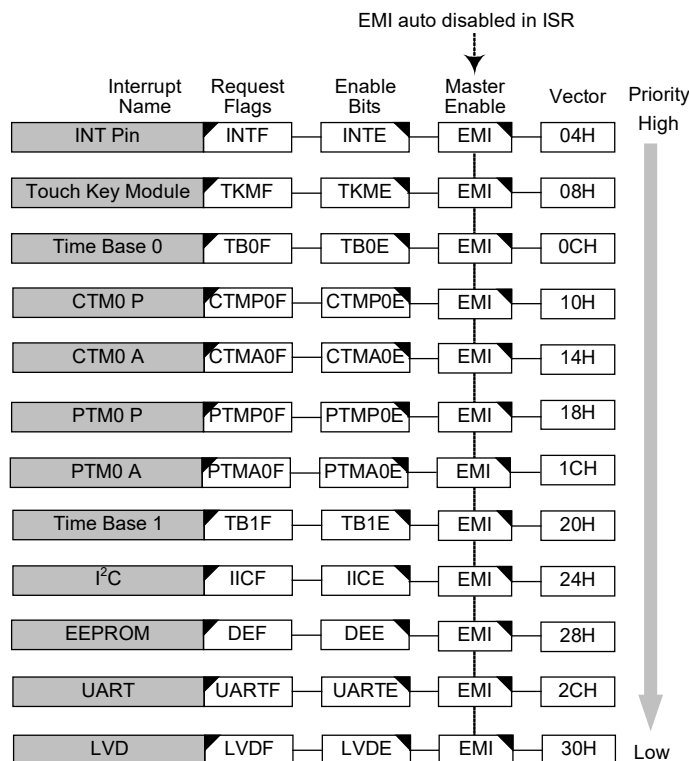 EMI auto disabled in ISR
Interrupt Name Request Flags Enable Bits Master Enable Vector Priority
High
INT Pin INTF INTE EMI 04H
Touch Key Module TKMF TKME EMI 08H
Time Base 0 TB0F TB0E EMI 0CH
CTM0 P CTMP0F CTMP0E EMI 10H
CTM0 A CTMA0F CTMA0E EMI 14H
PTM0 P PTMP0F PTMP0E EMI 18H
PTM0 A PTMA0F PTMA0E EMI 1CH
Time Base 1 TB1F TB1E EMI 20H
I²C IICF IICE EMI 24H
EEPROM DEF DEE EMI 28H
UART UARTF UARTE EMI 2CH
LVD LVDF LVDE EMI 30H Low